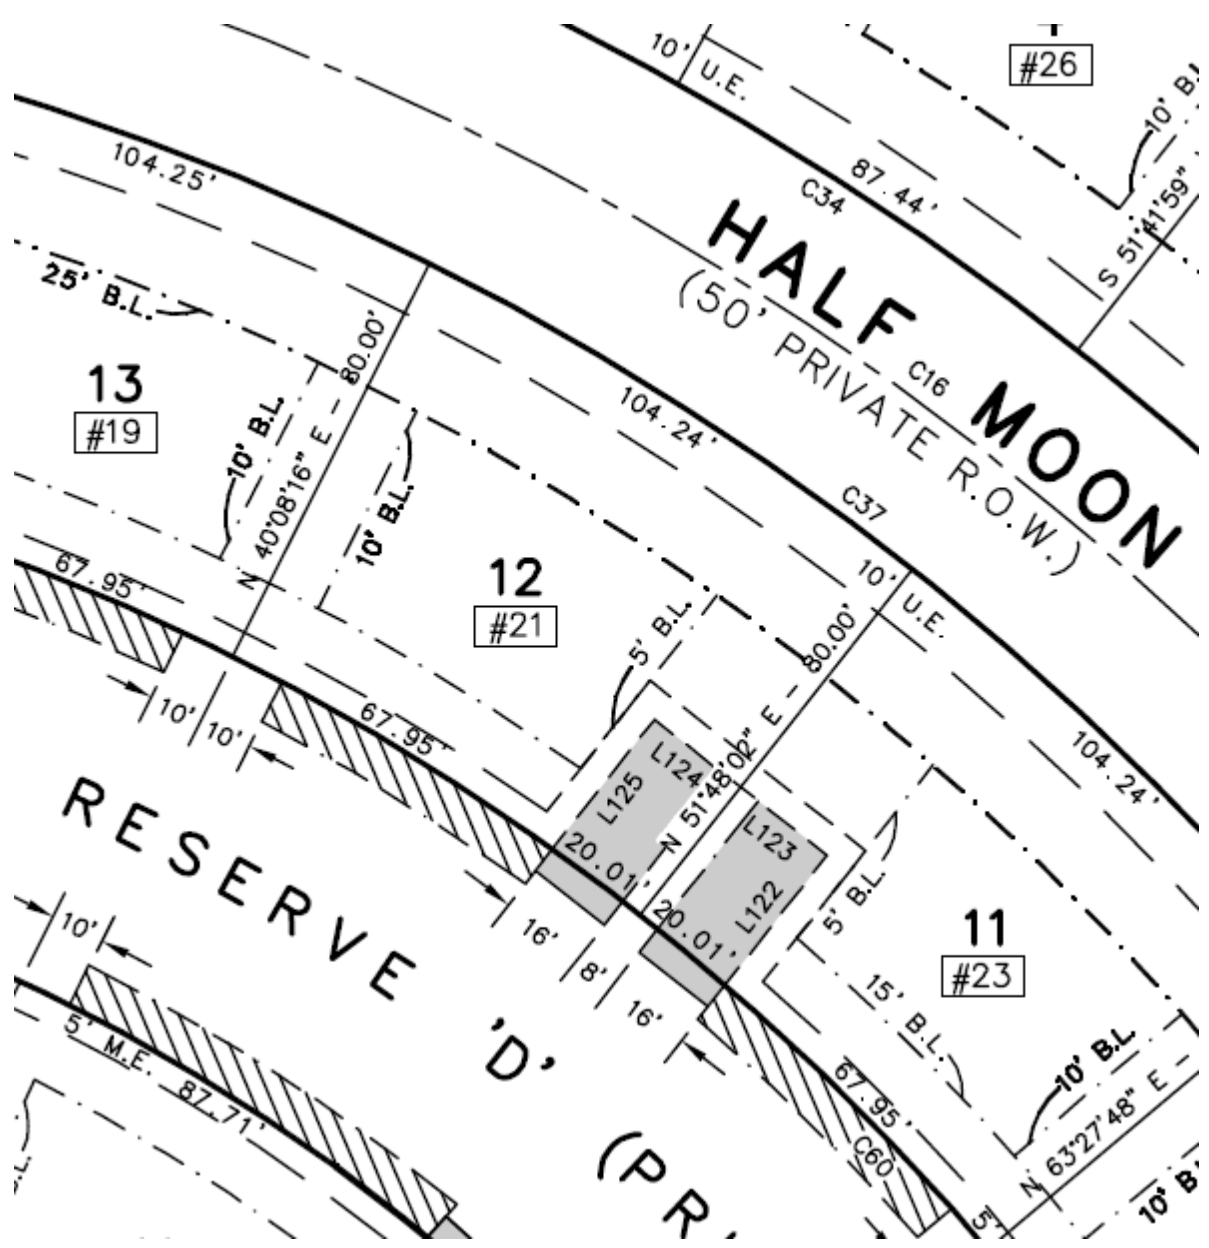 #26
10' U.E.
10' B.L.
104.25'
87.44'
C34
S 51°41'59"
HALF MOON
(50' PRIVATE R.O.W.)
C16
25' B.L.
13
#19
10' B.L.
N 40°08'16" E - 80.00'
104.24'
C37
10' B.L.
12
#21
10' U.E.
5' B.L.
67.95'
N 51°48'02" E - 80.00'
10'
10'
67.95'
L124
L125
104.24'
L123
20.01'
L122
5' B.L.
RESERVE 'D' (PRI
20.01'
11
#23
16'
8'
16'
15' B.L.
10' B.L.
10'
5' M.E.
87.71'
67.95'
C60
N 63°27'48" E -
5'
10' B.
.L.